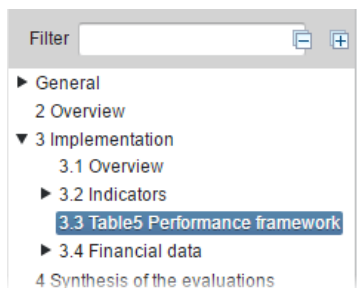 Filter
General
2 Overview
3 Implementation
3.1 Overview
3.2 Indicators
3.3 Table5 Performance framework
3.4 Financial data
4 Synthesis of the evaluations